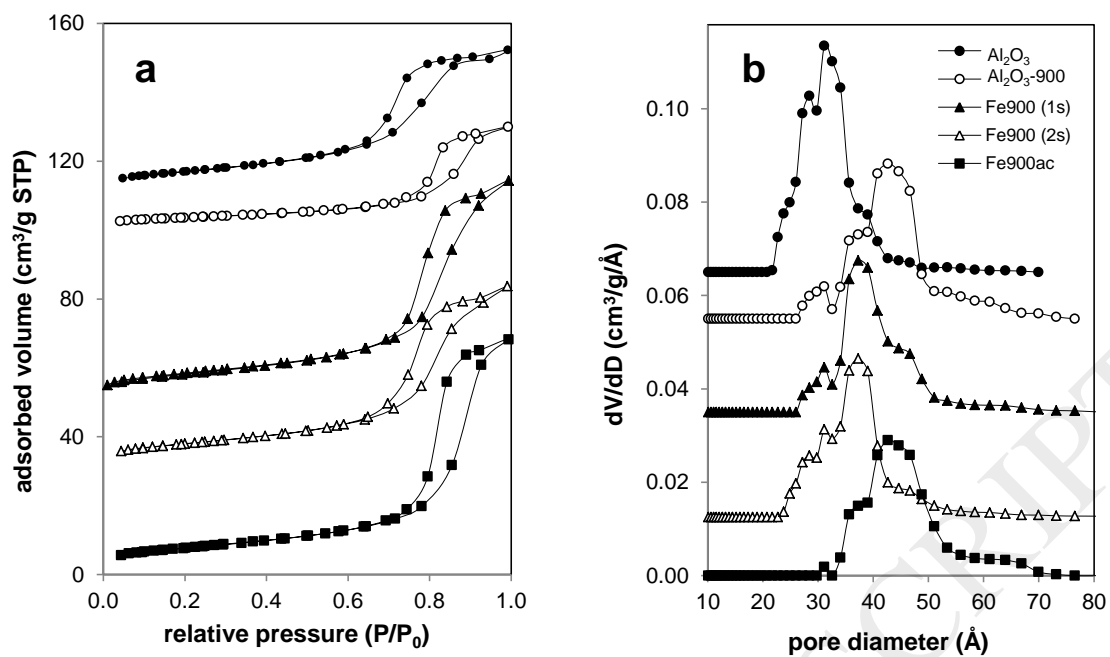 a
160
120
80
40
0
0.0 0.2 0.4 0.6 0.8 1.0
adsorbed volume (cm³/g STP)
relative pressure (P/P₀)
b
Al₂O₃
Al₂O₃-900
Fe900 (1s)
Fe900 (2s)
Fe900ac
0.10
0.08
0.06
0.04
0.02
0.00
10 20 30 40 50 60 70 80
dV/dD (cm³/g/Å)
pore diameter (Å)
CRIPT